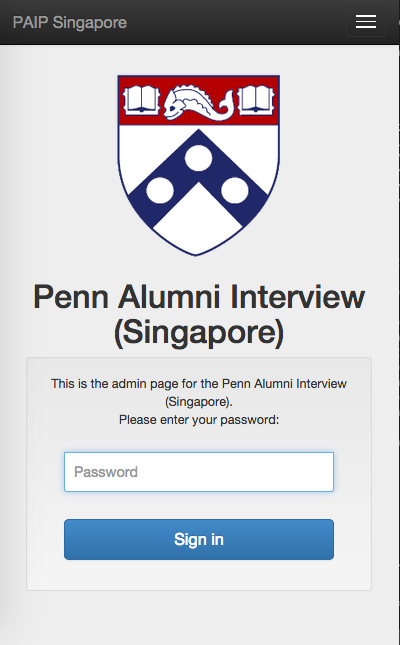 PAIP Singapore
Penn Alumni Interview
(Singapore)
This is the admin page for the Penn Alumni Interview
(Singapore).
Please enter your password:
Password
Sign in